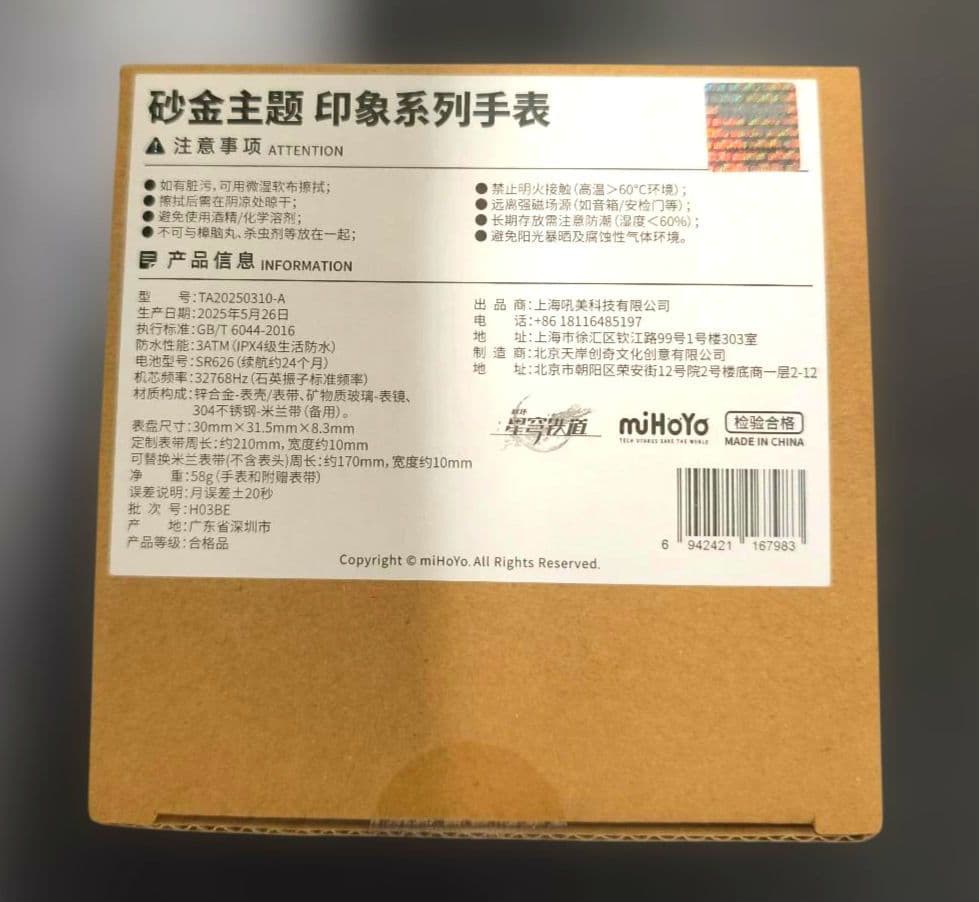 砂金主题 印象系列手表
注意事项 ATTENTION
●如有脏污,可用微湿软布擦拭;
●擦拭后需在阴凉处晾干;
●避免使用酒精/化学溶剂;
●不可与樟脑丸、杀虫剂等放在一起;
●禁止明火接触(高温>60°C环境);
●远离强磁场源(如音箱/安检门等);
●长期存放需注意防潮(湿度<60%);
●避免阳光暴晒及腐蚀性气体环境。
产品信息 INFORMATION
型 号:TA20250310-A
生产日期:2025年5月26日
执行标准:GB/T 6044-2016
防水性能:3ATM(IPX4级生活防水)
电池型号:SR626(续航约24个月)
机芯频率:32768Hz(石英振子标准频率)
材质构成:锌合金-表壳/表带、矿物质玻璃-表镜、
304不锈钢-米兰带(备用)。
表盘尺寸:30mm×31.5mm×8.3mm
定制表带周长:约210mm,宽度约10mm
可替换米兰表带(不含表头)周长:约170mm,宽度约10mm
净 重:58g(手表和附赠表带)
误差说明:月误差±20秒
批 次 号:H03BE
产 地:广东省深圳市
产品等级:合格品
出 品 商:上海吼美科技有限公司
电 话:+86 18116485197
地 址:上海市徐汇区钦江路99号1号楼303室
制 造 商:北京天岸创奇文化创意有限公司
地 址:北京市朝阳区荣安街12号院2号楼底商一层2-12
崩坏
星穹铁道
miHoYo
TECH OTAKUS SAVE THE WORLD
检验合格
MADE IN CHINA
6 942421 167983
Copyright © miHoYo. All Rights Reserved.